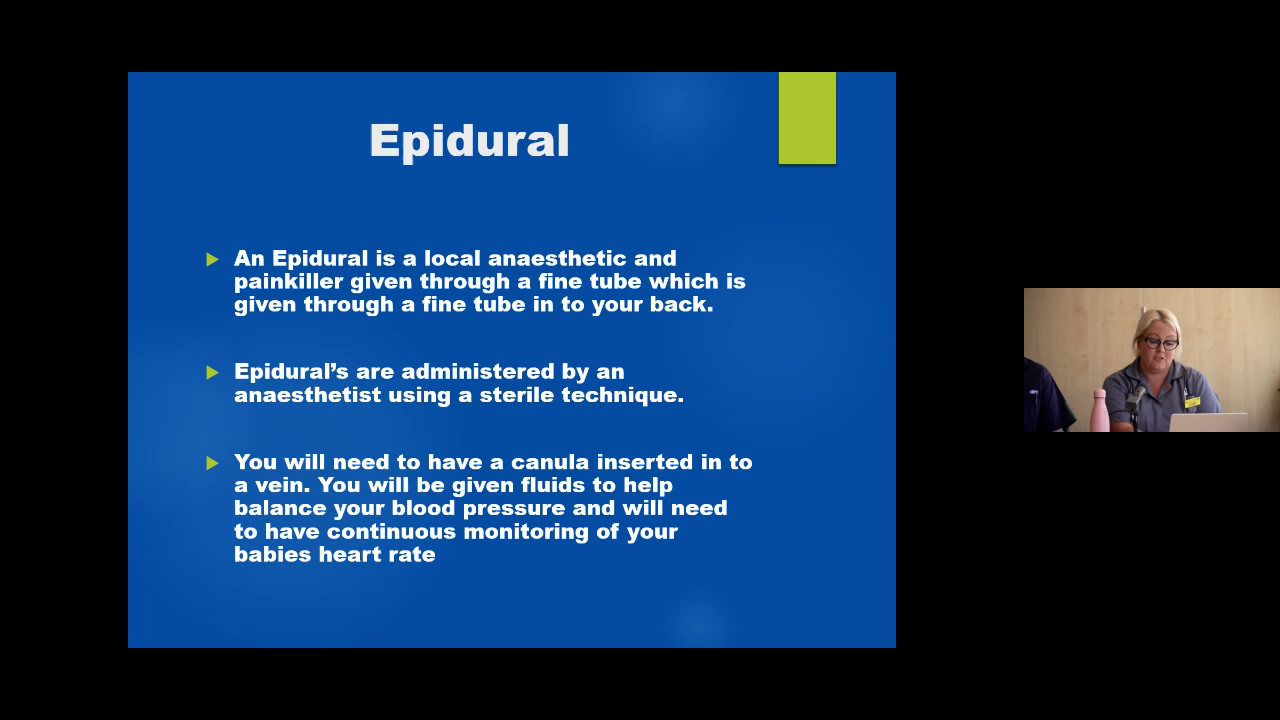 Epidural
An Epidural is a local anaesthetic and
painkiller given through a fine tube which is
given through a fine tube in to your back.
Epidural’s are administered by an
anaesthetist using a sterile technique.
You will need to have a canula inserted in to
a vein. You will be given fluids to help
balance your blood pressure and will need
to have continuous monitoring of your
babies heart rate